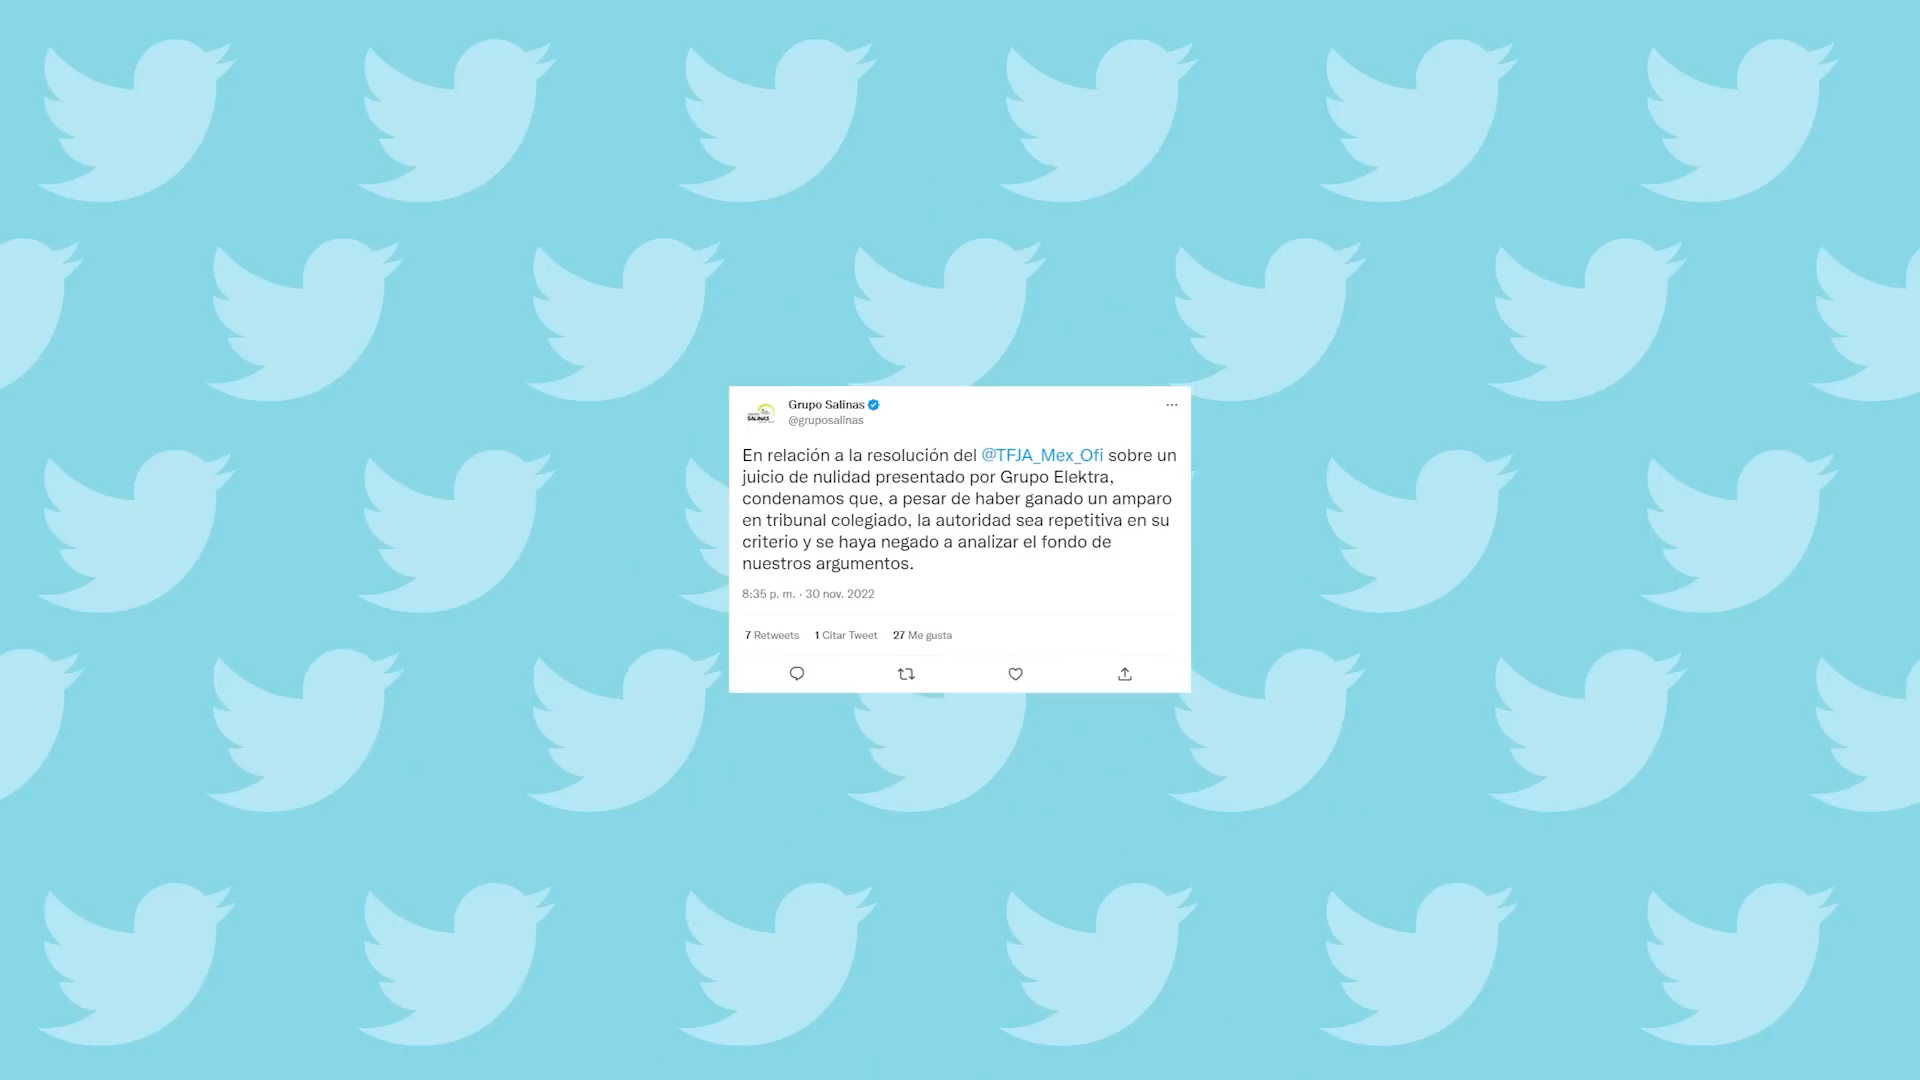 Grupo Salinas
@gruposalinas
En relación a la resolución del @TFJA_Mex_Ofi sobre un
juicio de nulidad presentado por Grupo Elektra,
condenamos que, a pesar de haber ganado un amparo
en tribunal colegiado, la autoridad sea repetitiva en su
criterio y se haya negado a analizar el fondo de
nuestros argumentos.
8:35 p. m. · 30 nov. 2022
7 Retweets 1 Citar Tweet 27 Me gusta